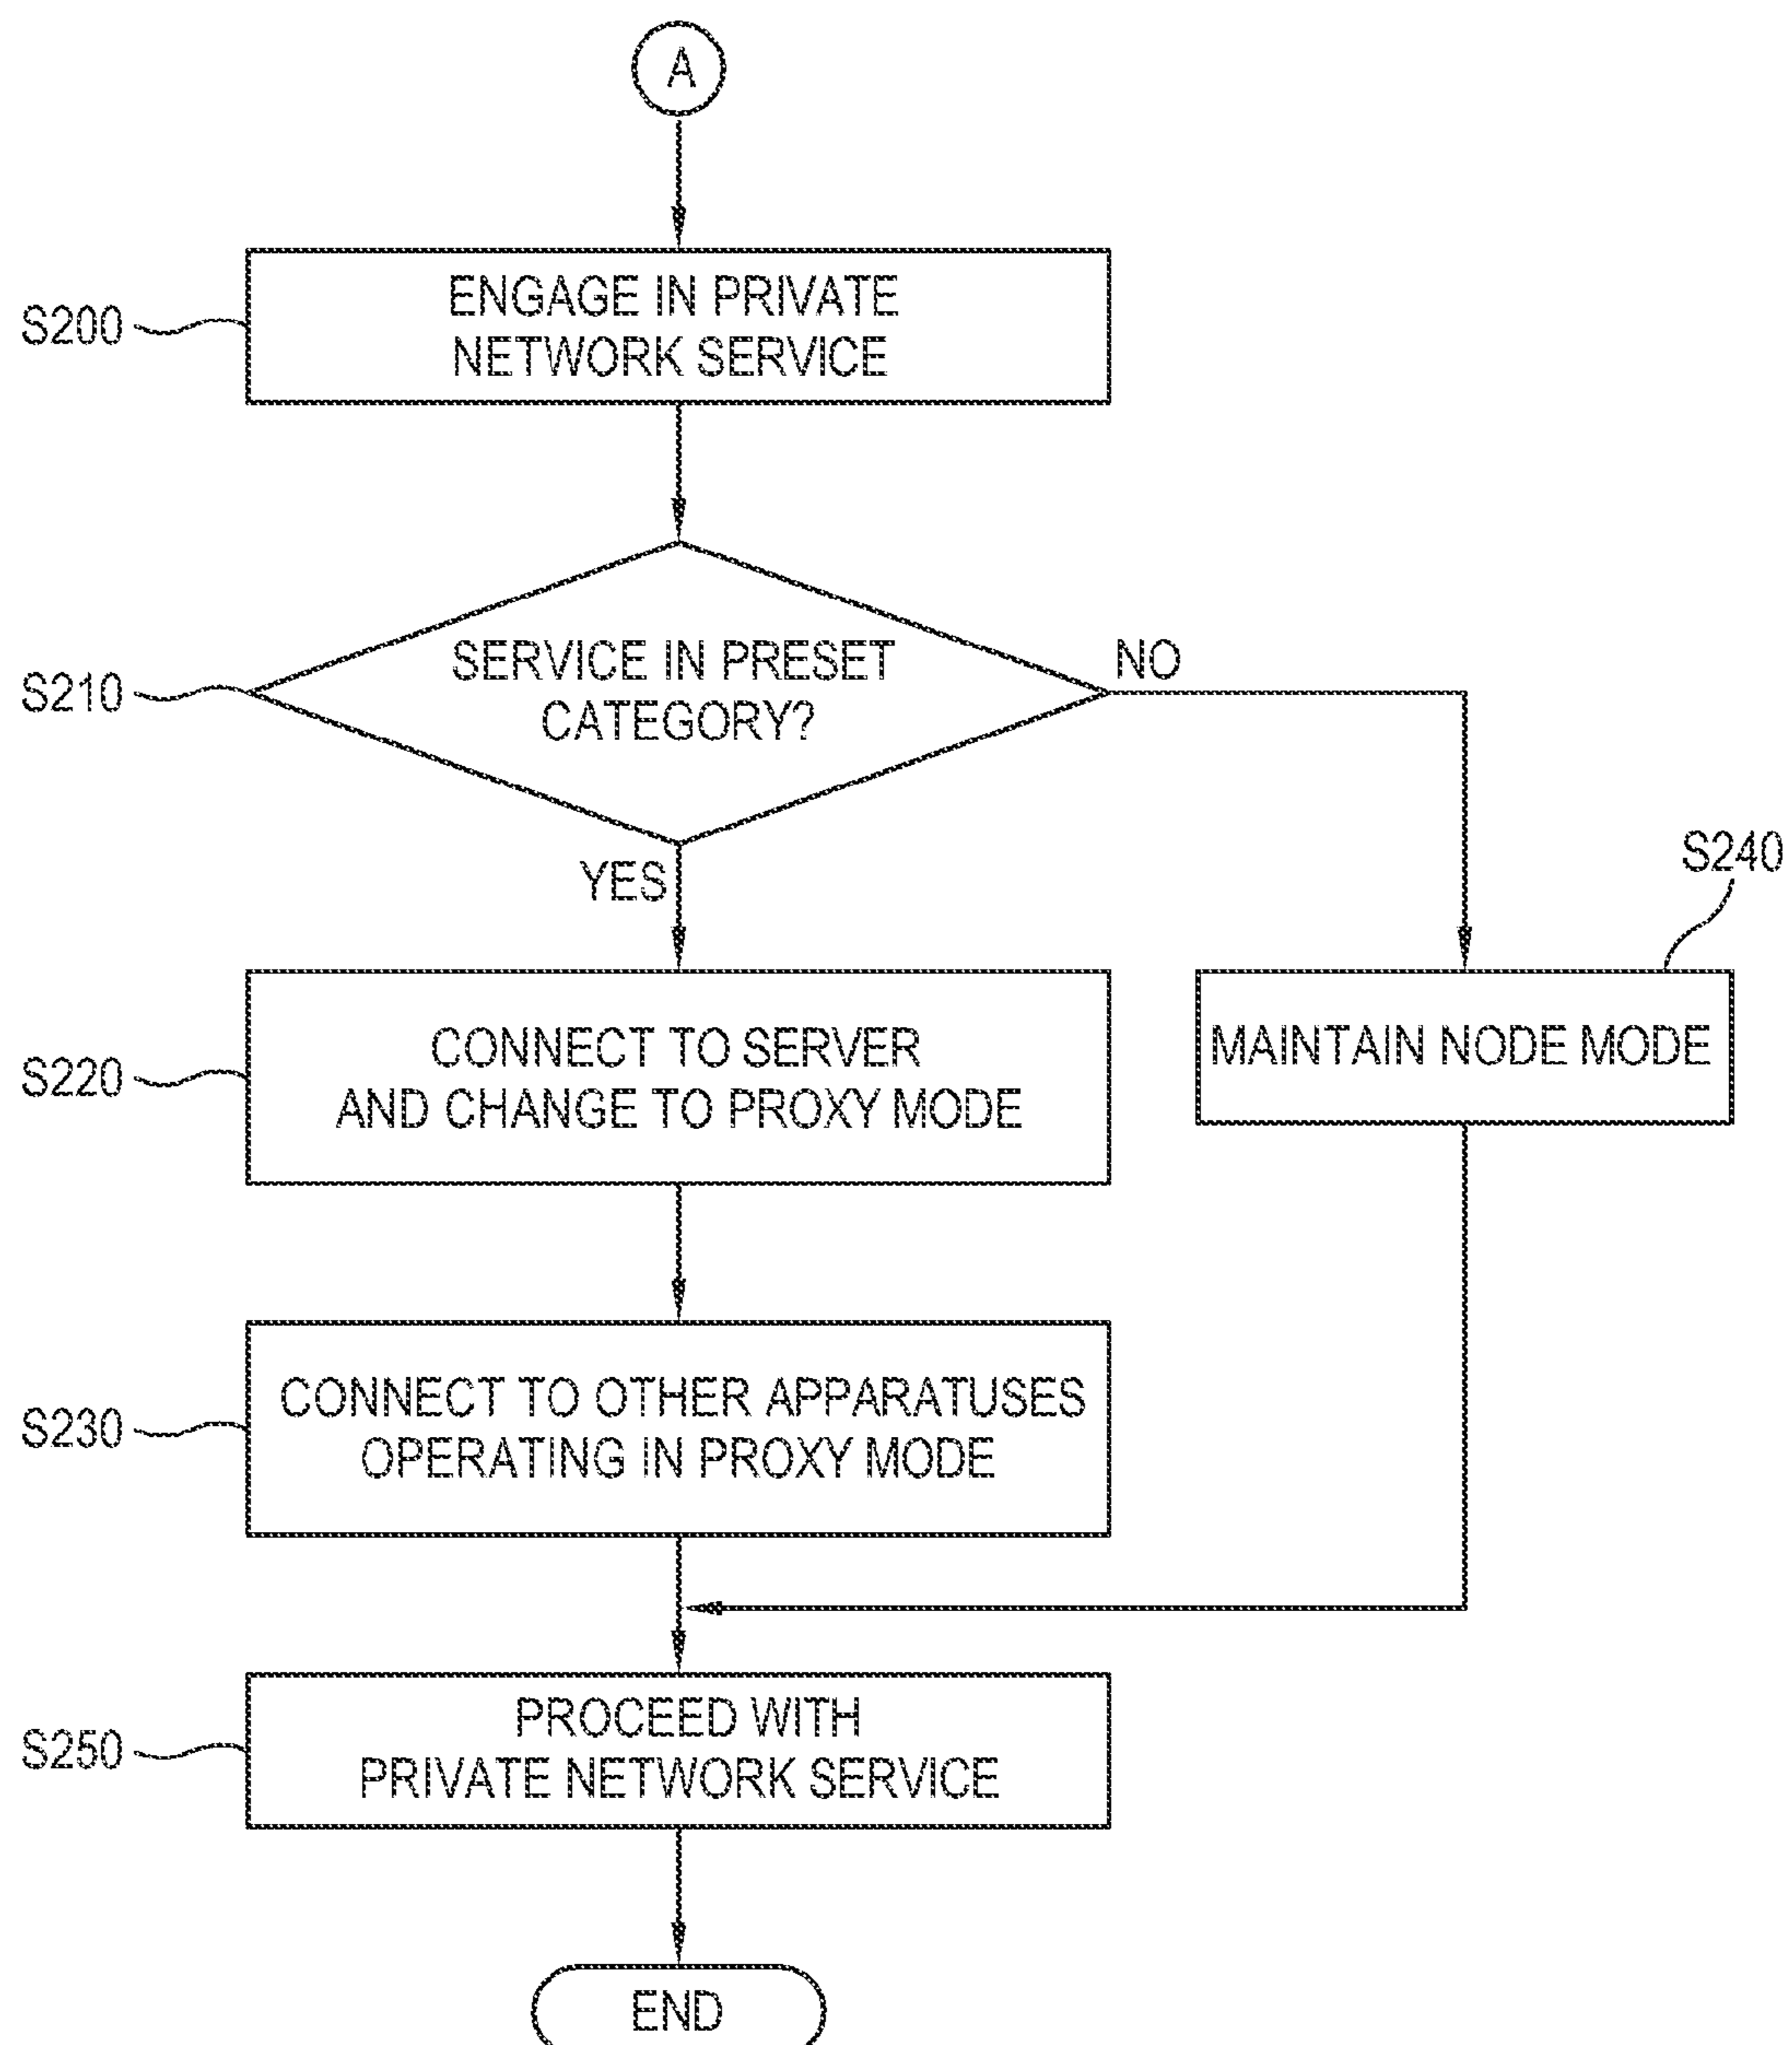 A
S200
ENGAGE IN PRIVATE
NETWORK SERVICE
S210
SERVICE IN PRESET
CATEGORY?
NO
YES
S240
S220
CONNECT TO SERVER
AND CHANGE TO PROXY MODE
MAINTAIN NODE MODE
S230
CONNECT TO OTHER APPARATUSES
OPERATING IN PROXY MODE
S250
PROCEED WITH
PRIVATE NETWORK SERVICE
END